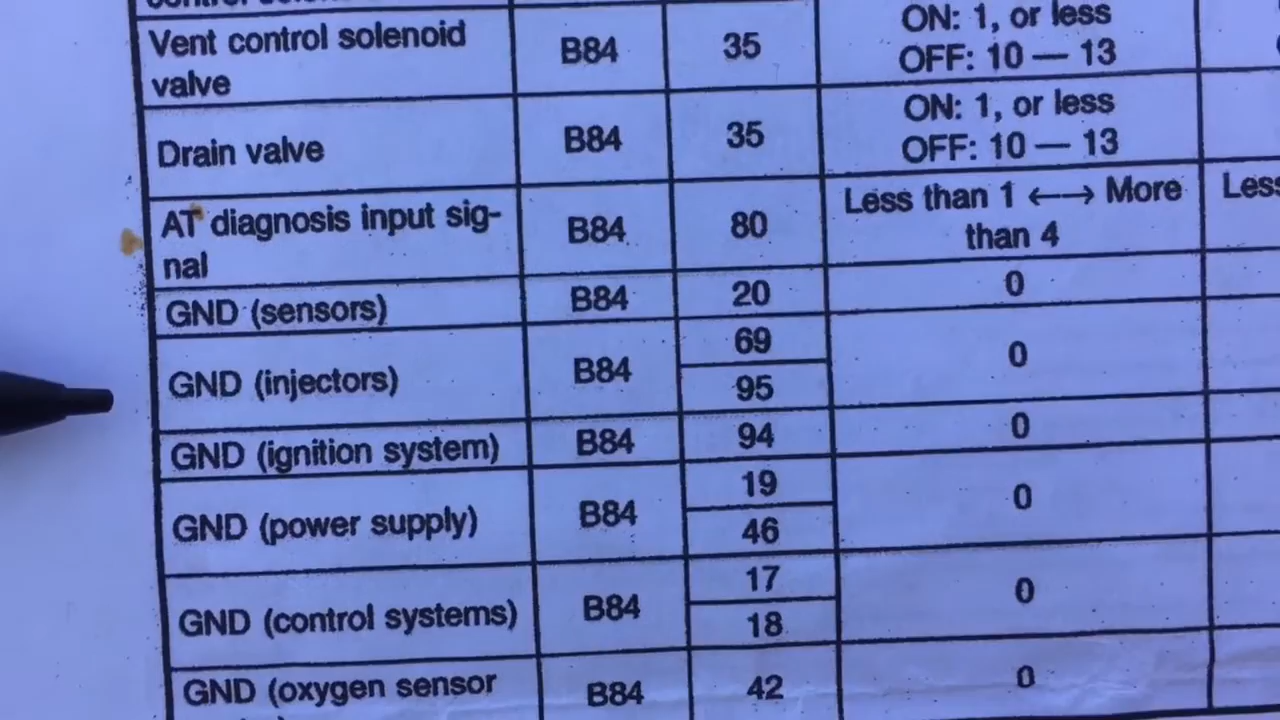 Vent control solenoid
valve
B84
35
ON: 1, or less
OFF: 10 — 13
Drain valve
B84
35
ON: 1, or less
OFF: 10 — 13
AT diagnosis input sig-
nal
B84
80
Less than 1 ←→ More
than 4
Less
GND (sensors)
B84
20
0
GND (injectors)
B84
69
95
0
GND (ignition system)
B84
94
0
GND (power supply)
B84
19
46
0
GND (control systems)
B84
17
18
0
GND (oxygen sensor
B84
42
0